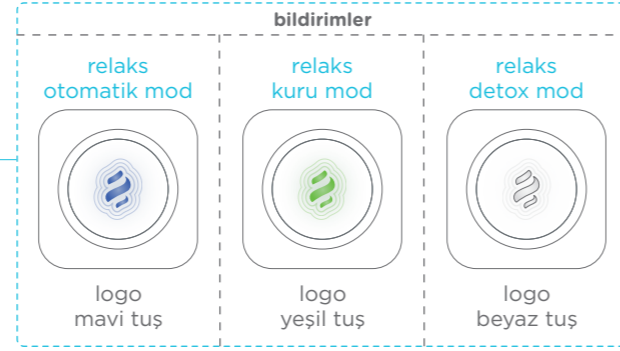 bildirimler
relaks
otomatik mod
relaks
kuru mod
relaks
detox mod
logo
mavi tuş
logo
yeşil tuş
logo
beyaz tuş